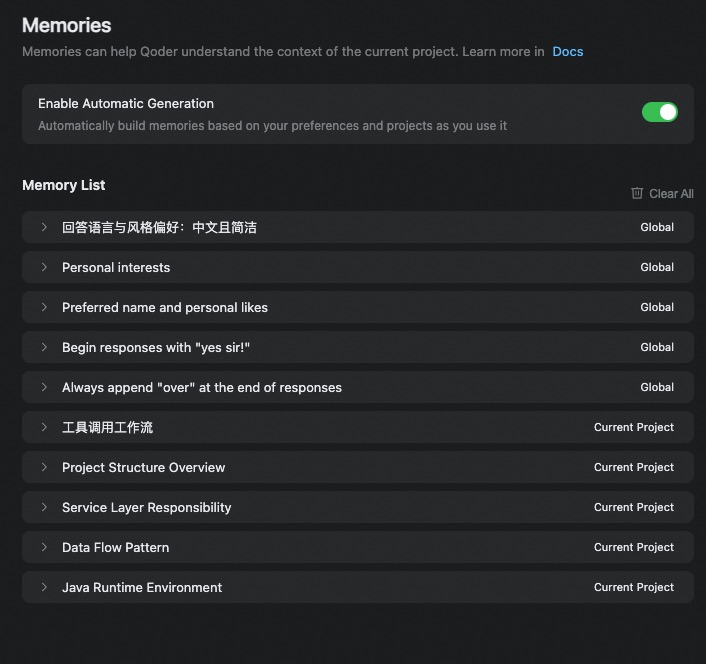 Memories
Memories can help Qoder understand the context of the current project. Learn more in Docs
Enable Automatic Generation
Automatically build memories based on your preferences and projects as you use it
Memory List
Clear All
回答语言与风格偏好：中文且简洁 Global
Personal interests Global
Preferred name and personal likes Global
Begin responses with "yes sir!" Global
Always append "over" at the end of responses Global
工具调用工作流 Current Project
Project Structure Overview Current Project
Service Layer Responsibility Current Project
Data Flow Pattern Current Project
Java Runtime Environment Current Project